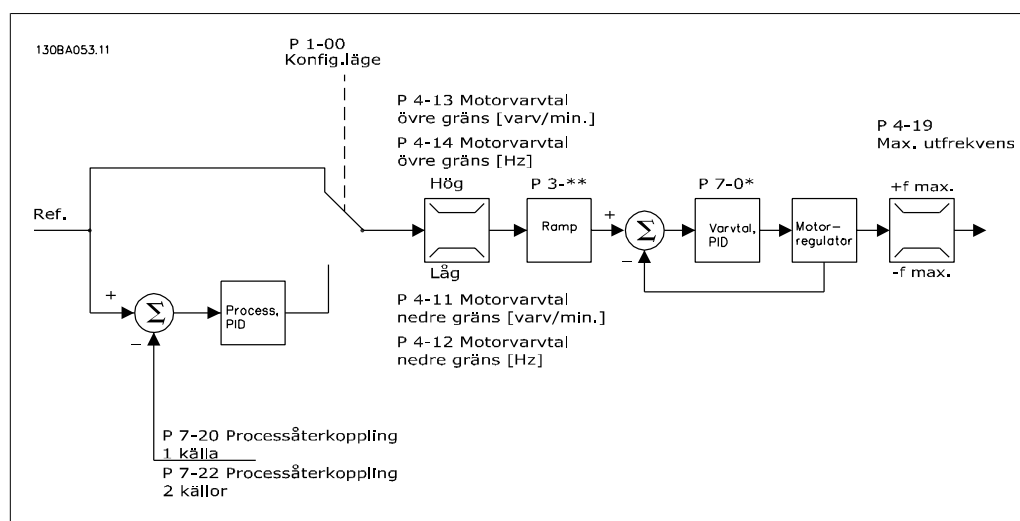 130BA053.11
P 1-00
Konfig.läge
P 4-13 Motorvarvtal
övre gräns [varv/min.]
P 4-14 Motorvarvtal
övre gräns [Hz]
P 4-19
Max. utfrekvens
Hög
P 3-**
P 7-0*
+f max.
Ref.
+
Σ
−
Process,
PID
Ramp
+
Σ
−
Varvtal,
PID
Motor-
regulator
Låg
-f max.
P 4-11 Motorvarvtal
nedre gräns [varv/min.]
P 4-12 Motorvarvtal
nedre gräns [Hz]
P 7-20 Processåterkoppling
1 källa
P 7-22 Processåterkoppling
2 källor